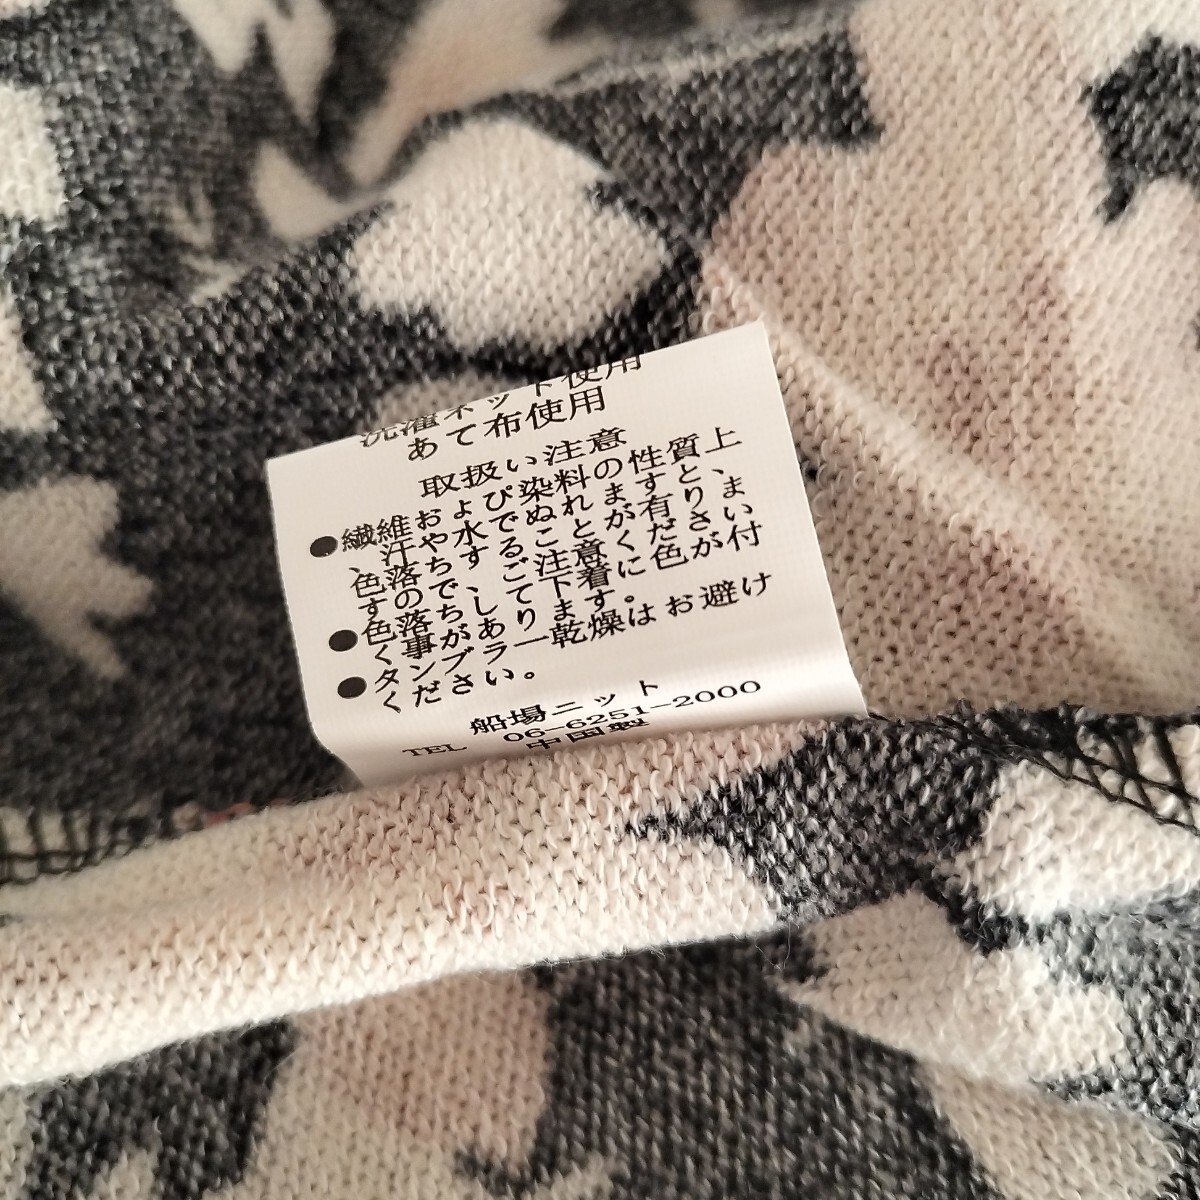 洗濯ネット使用
あて布使用
取扱い注意
●繊維および染料の性質上
、汗や水でぬれますと、
色落ちすることが有りま
すのでご注意くださいま
●色落ち、して下着に色が付
く事があります。
●タンブラー乾燥はお避け
ください。
船場ニット
TEL 06-6251-2000
中国製